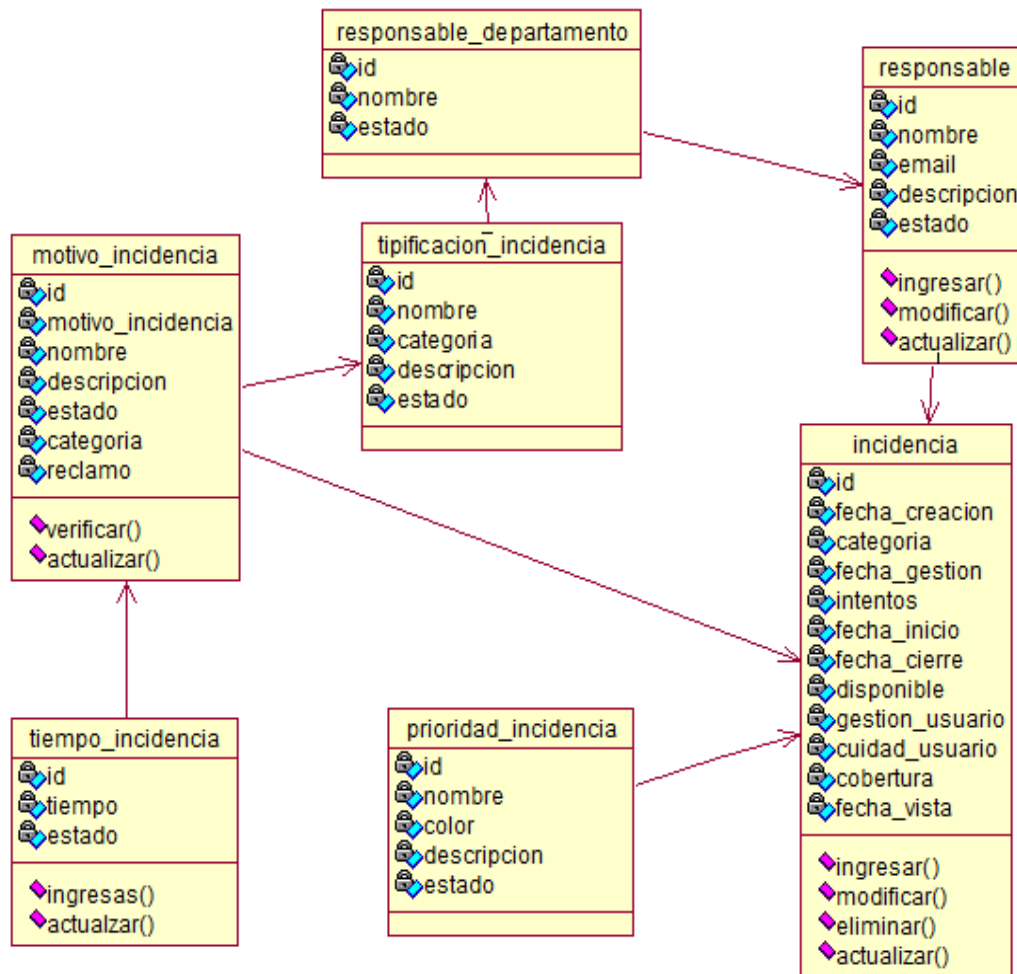 responsable_departamento
id
nombre
estado
responsable
id
nombre
email
descripcion
estado
ingresar()
modificar()
actualizar()
motivo_incidencia
id
motivo_incidencia
nombre
descripcion
estado
categoria
reclamo
verificar()
actualizar()
tipificacion_incidencia
id
nombre
categoria
descripcion
estado
incidencia
id
fecha_creacion
categoria
fecha_gestion
intentos
fecha_inicio
fecha_cierre
disponible
gestion_usuario
cuidad_usuario
cobertura
fecha_vista
ingresar()
modificar()
eliminar()
actualizar()
tiempo_incidencia
id
tiempo
estado
ingresas()
actualzar()
prioridad_incidencia
id
nombre
color
descripcion
estado